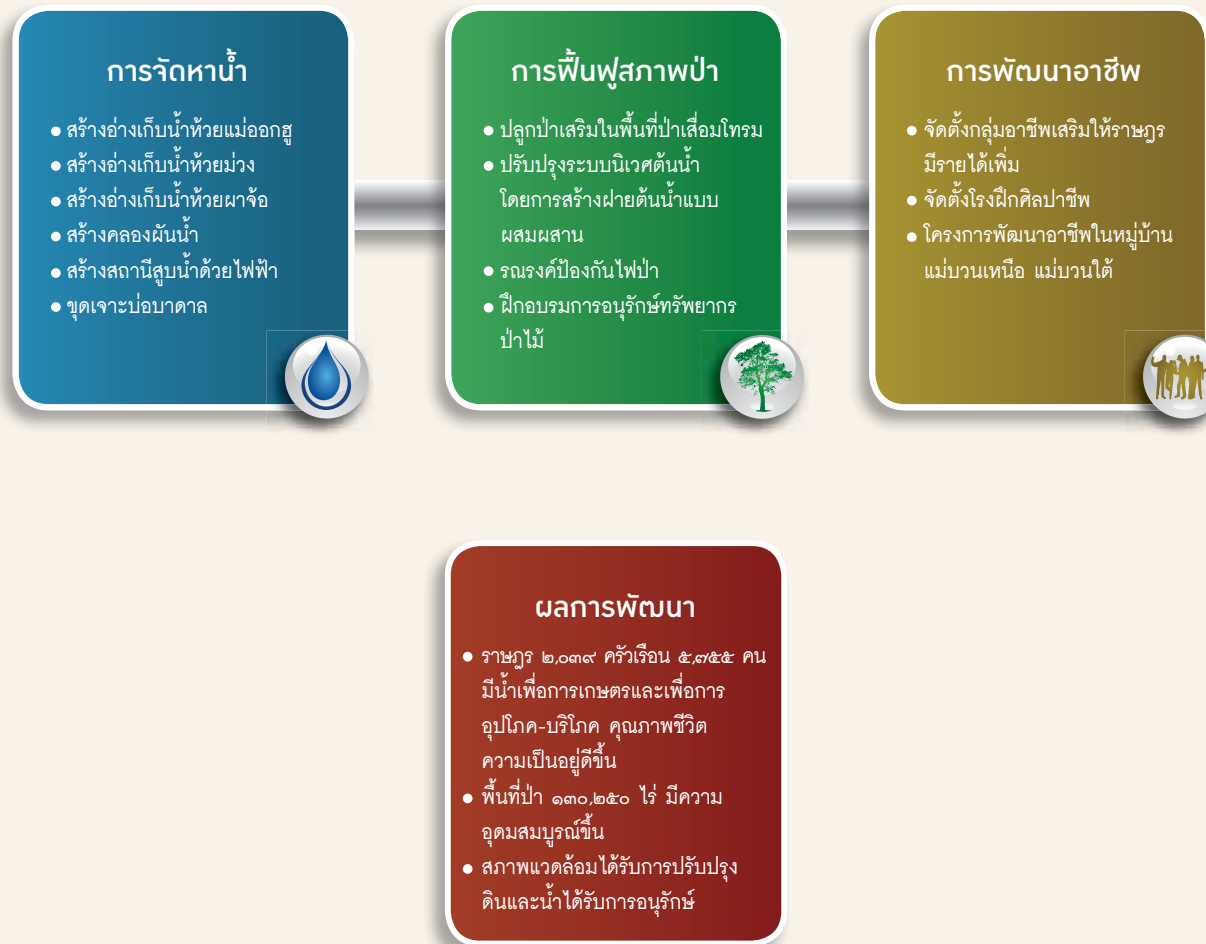 การจัดหาน้ำ
● สร้างอ่างเก็บน้ำห้วยแม่ออกฮู
● สร้างอ่างเก็บน้ำห้วยม่วง
● สร้างอ่างเก็บน้ำห้วยผาจ้อ
● สร้างคลองผันน้ำ
● สร้างสถานีสูบน้ำด้วยไฟฟ้า
● ขุดเจาะบ่อบาดาล
การฟื้นฟูสภาพป่า
● ปลูกป่าเสริมในพื้นที่ป่าเสื่อมโทรม
● ปรับปรุงระบบนิเวศต้นน้ำ
โดยการสร้างฝายต้นน้ำแบบ
ผสมผสาน
● รณรงค์ป้องกันไฟป่า
● ฝึกอบรมการอนุรักษ์ทรัพยากร
ป่าไม้
การพัฒนาอาชีพ
● จัดตั้งกลุ่มอาชีพเสริมให้ราษฎร
มีรายได้เพิ่ม
● จัดตั้งโรงฝึกศิลปาชีพ
● โครงการพัฒนาอาชีพในหมู่บ้าน
แม่บวนเหนือ แม่บวนใต้
ผลการพัฒนา
● ราษฎร ๒,๐๓๙ ครัวเรือน ๕,๗๕๕ คน
มีน้ำเพื่อการเกษตรและเพื่อการ
อุปโภค-บริโภค คุณภาพชีวิต
ความเป็นอยู่ดีขึ้น
● พื้นที่ป่า ๑๓๐,๒๕๐ ไร่ มีความ
อุดมสมบูรณ์ขึ้น
● สภาพแวดล้อมได้รับการปรับปรุง
ดินและน้ำได้รับการอนุรักษ์